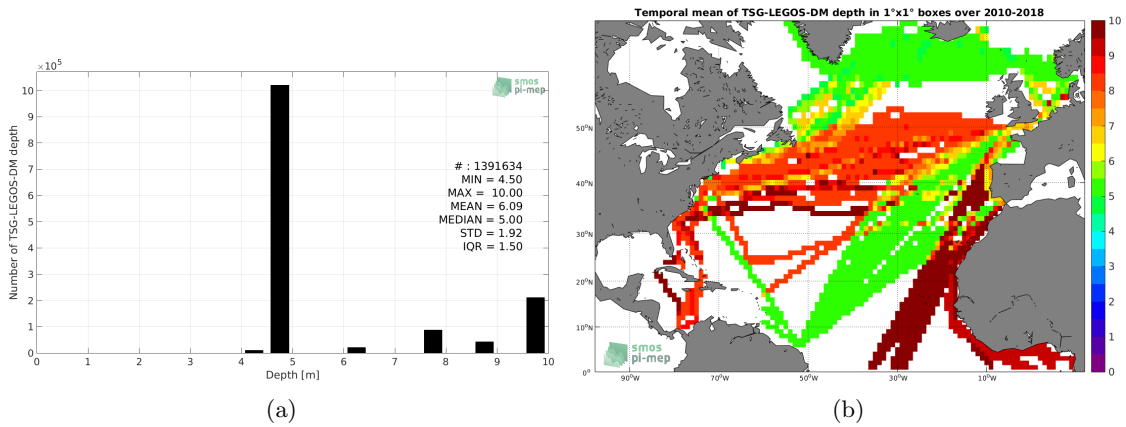 ×10⁵
smos
pi-mep
10
9
8
7
6
5
4
3
2
1
0
Number of TSG-LEGOS-DM depth
# : 1391634
MIN = 4.50
MAX = 10.00
MEAN = 6.09
MEDIAN = 5.00
STD = 1.92
IQR = 1.50
0 1 2 3 4 5 6 7 8 9 10
Depth [m]
(a)
Temporal mean of TSG-LEGOS-DM depth in 1°x1° boxes over 2010-2018
50°N
40°N
30°N
20°N
10°N
0°
90°W 70°W 50°W 30°W 10°W
smos
pi-mep
10
9
8
7
6
5
4
3
2
1
0
(b)